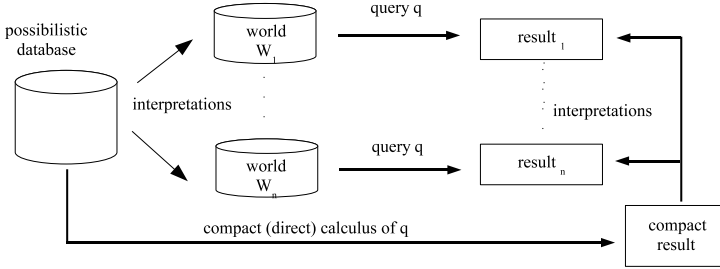 possibilistic
database
interpretations
world
W1
query q
result 1
world
Wn
query q
result n
interpretations
compact (direct) calculus of q
compact
result